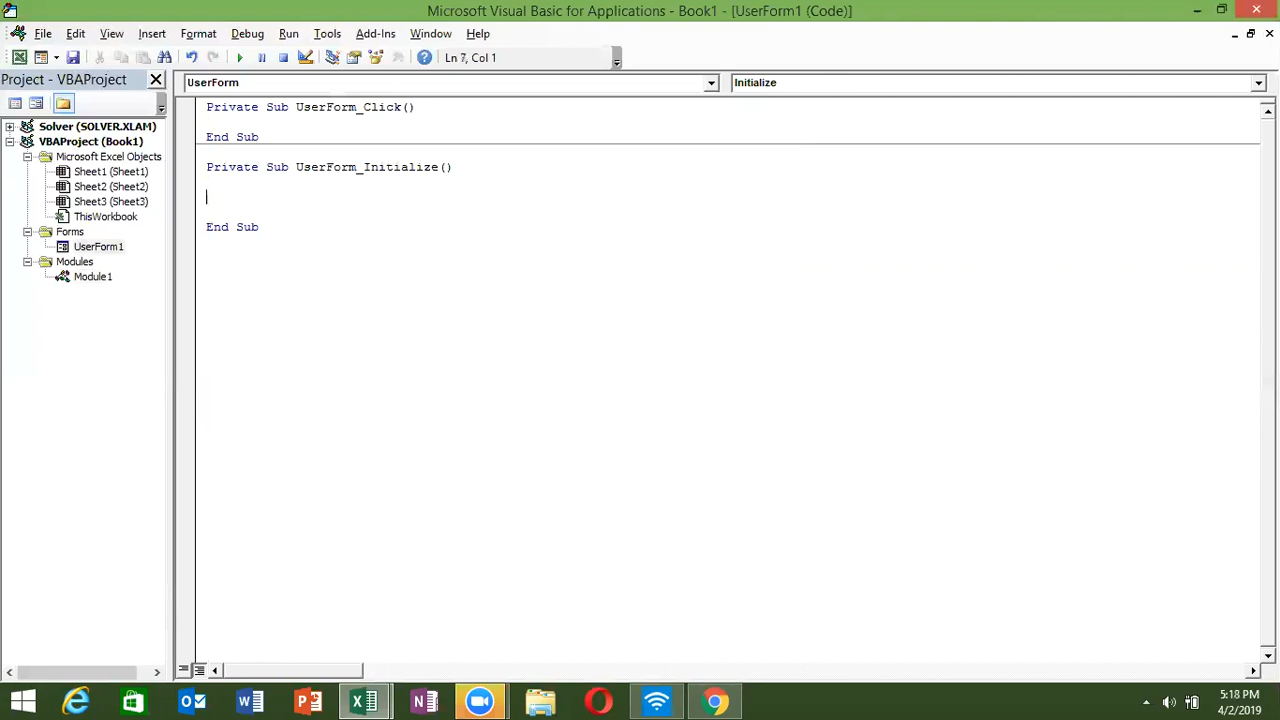 Microsoft Visual Basic for Applications - Book1 - [UserForm1 (Code)]
File Edit View Insert Format Debug Run Tools Add-Ins Window Help
Ln 7, Col 1
Project - VBAProject
UserForm
Initialize
Solver (SOLVER.XLAM)
VBAProject (Book1)
Microsoft Excel Objects
Sheet1 (Sheet1)
Sheet2 (Sheet2)
Sheet3 (Sheet3)
ThisWorkbook
Forms
UserForm1
Modules
Module1
Private Sub UserForm_Click()
End Sub
Private Sub UserForm_Initialize()
End Sub
5:18 PM
4/2/2019